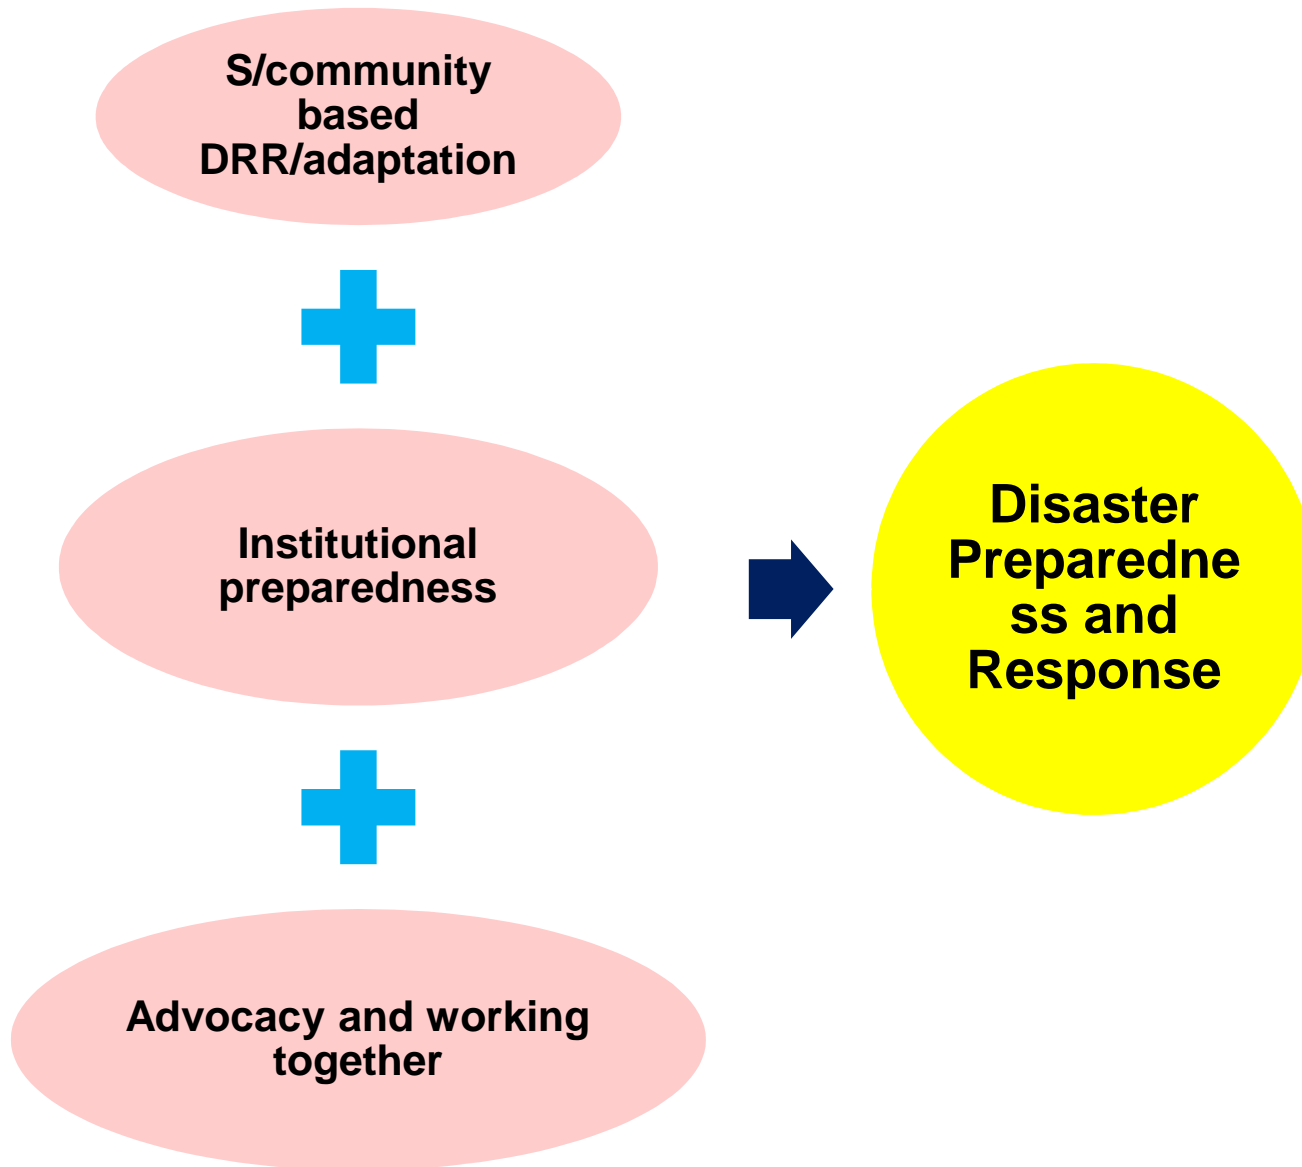 S/community
based
DRR/adaptation
Institutional
preparedness
Advocacy and working
together
Disaster
Preparedne
ss and
Response